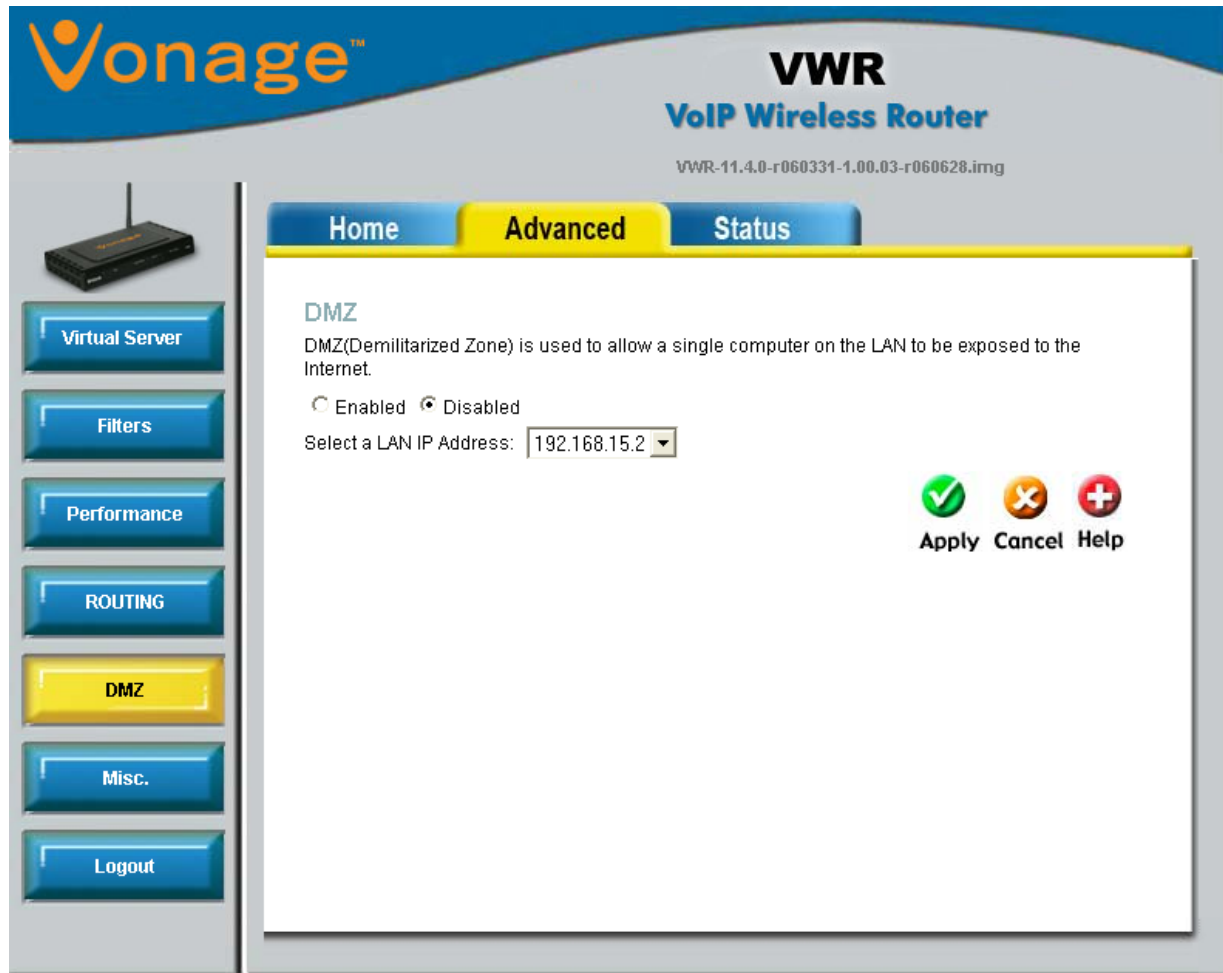 Vonage™
VWR
VoIP Wireless Router
VWR-11.4.0-r060331-1.00.03-r060628.img
Home
Advanced
Status
Virtual Server
Filters
Performance
ROUTING
DMZ
Misc.
Logout
DMZ
DMZ(Demilitarized Zone) is used to allow a single computer on the LAN to be exposed to the
Internet.
Enabled Disabled
Select a LAN IP Address: 192.168.15.2
Apply Cancel Help